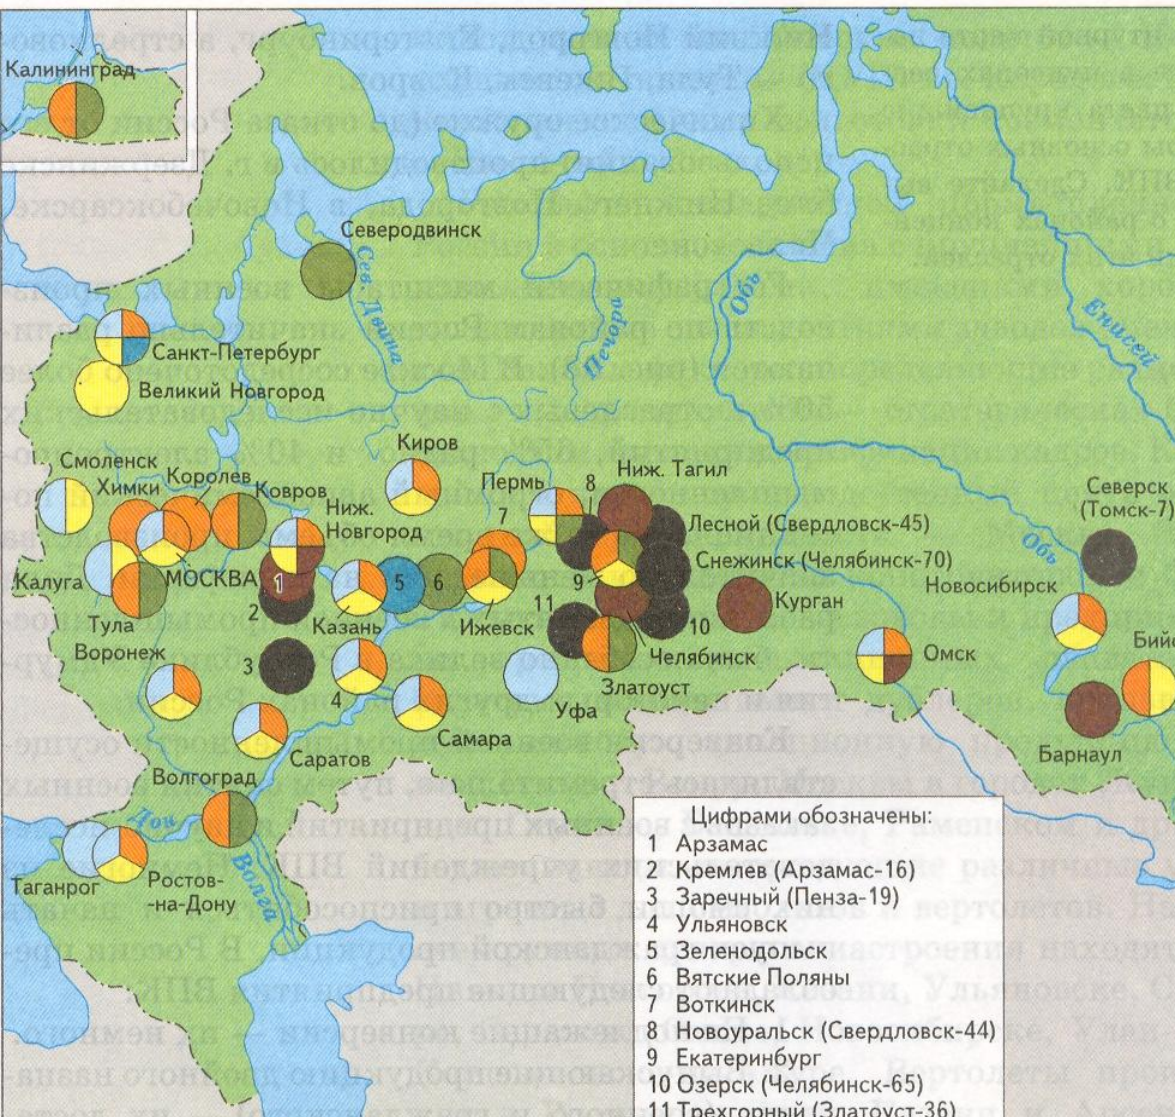 Калининград
Северодвинск
Сев. Двина
Печора
Обь
Енисей
Санкт-Петербург
Великий Новгород
Киров
Смоленск
Химки
Королев
Ковров
Ниж.
Новгород
Пермь
7
8
Ниж. Тагил
Лесной (Свердловск-45)
Снежинск (Челябинск-70)
Северск
(Томск-7)
Обь
Новосибирск
Калуга
МОСКВА
1
2
5
6
9
10
11
Курган
Тула
Казань
Ижевск
Челябинск
Омск
Бийс
Воронеж
3
4
Златоуст
Уфа
Самара
Саратов
Барнаул
Волгоград
Дон
Волга
Таганрог
Ростов-
-на-Дону
Цифрами обозначены:
1 Арзамас
2 Кремлев (Арзамас-16)
3 Заречный (Пенза-19)
4 Ульяновск
5 Зеленодольск
6 Вятские Поляны
7 Воткинск
8 Новоуральск (Свердловск-44)
9 Екатеринбург
10 Озерск (Челябинск-65)
11 Трехгорный (Златоуст-36)